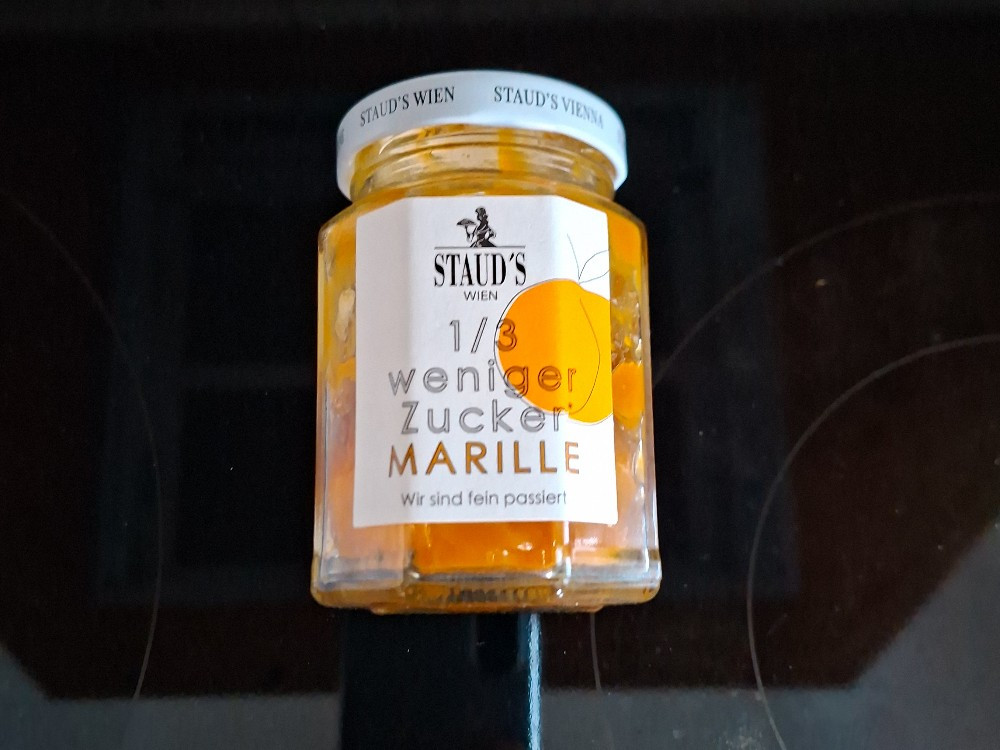 STAUD'S WIEN STAUD'S VIENNA
STAUD´S
WIEN
1/3
weniger
Zucker*
MARILLE
Wir sind fein passiert